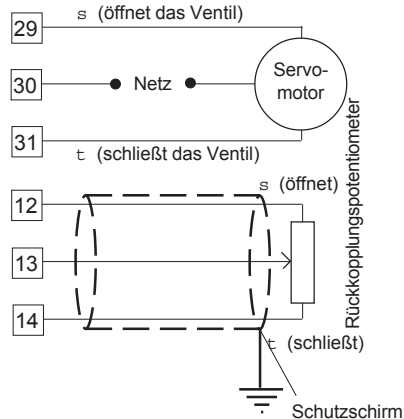 29
s (öffnet das Ventil)
30
Netz
Servo-
motor
31
t (schließt das Ventil)
Rückkopplungspotentiometer
s (öffnet)
12
13
14
t (schließt)
Schutzschirm